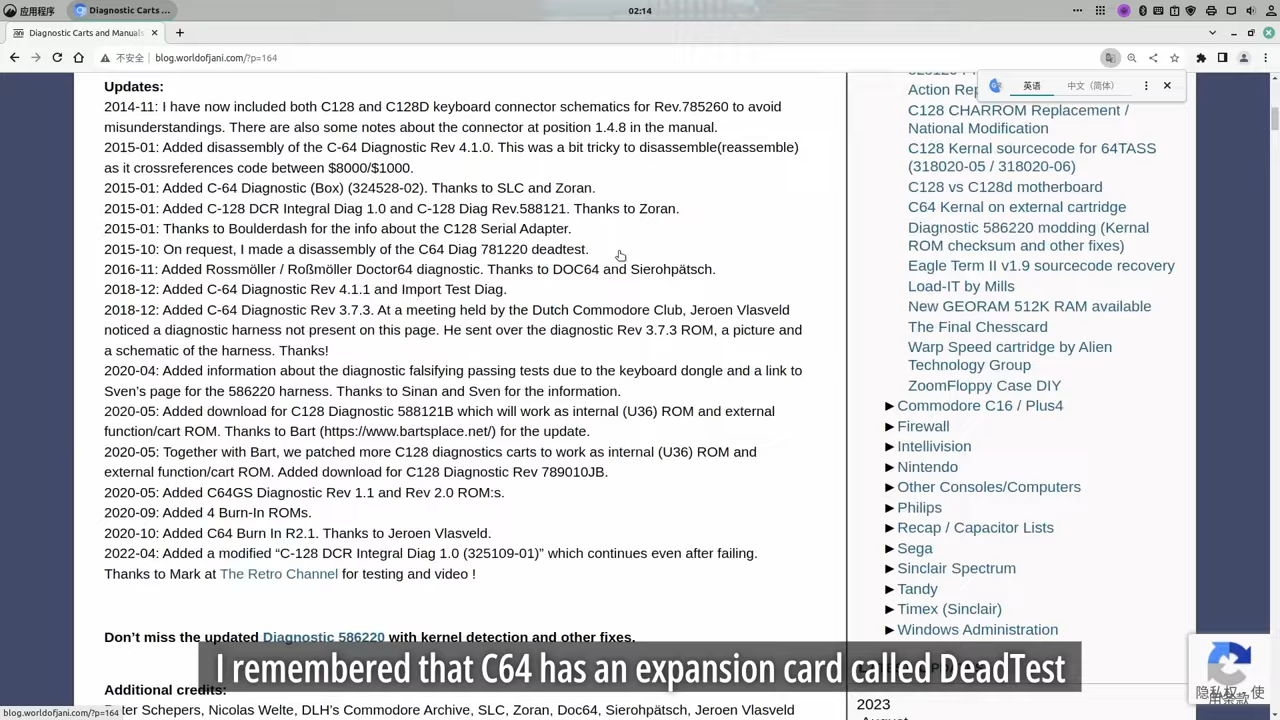 应用程序
Diagnostic Carts ...
02:14
Diagnostic Carts and Manuals
不安全
blog.worldofjani.com/?p=164
英语
中文（简体）
Updates:
2014-11: I have now included both C128 and C128D keyboard connector schematics for Rev.785260 to avoid
misunderstandings. There are also some notes about the connector at position 1.4.8 in the manual.
2015-01: Added disassembly of the C-64 Diagnostic Rev 4.1.0. This was a bit tricky to disassemble(reassemble)
as it crossreferences code between $8000/$1000.
2015-01: Added C-64 Diagnostic (Box) (324528-02). Thanks to SLC and Zoran.
2015-01: Added C-128 DCR Integral Diag 1.0 and C-128 Diag Rev.588121. Thanks to Zoran.
2015-01: Thanks to Boulderdash for the info about the C128 Serial Adapter.
2015-10: On request, I made a disassembly of the C64 Diag 781220 deadtest.
2016-11: Added Rossmöller / Roßmöller Doctor64 diagnostic. Thanks to DOC64 and Sierohpätsch.
2018-12: Added C-64 Diagnostic Rev 4.1.1 and Import Test Diag.
2018-12: Added C-64 Diagnostic Rev 3.7.3. At a meeting held by the Dutch Commodore Club, Jeroen Vlasveld
noticed a diagnostic harness not present on this page. He sent over the diagnostic Rev 3.7.3 ROM, a picture and
a schematic of the harness. Thanks!
2020-04: Added information about the diagnostic falsifying passing tests due to the keyboard dongle and a link to
Sven's page for the 586220 harness. Thanks to Sinan and Sven for the information.
2020-05: Added download for C128 Diagnostic 588121B which will work as internal (U36) ROM and external
function/cart ROM. Thanks to Bart (https://www.bartsplace.net/) for the update.
2020-05: Together with Bart, we patched more C128 diagnostics carts to work as internal (U36) ROM and
external function/cart ROM. Added download for C128 Diagnostic Rev 789010JB.
2020-05: Added C64GS Diagnostic Rev 1.1 and Rev 2.0 ROM:s.
2020-09: Added 4 Burn-In ROMs.
2020-10: Added C64 Burn In R2.1. Thanks to Jeroen Vlasveld.
2022-04: Added a modified “C-128 DCR Integral Diag 1.0 (325109-01)” which continues even after failing.
Thanks to Mark at The Retro Channel for testing and video !
Don't miss the updated Diagnostic 586220 with kernel detection and other fixes.
Additional credits:
Peter Schepers, Nicolas Welte, DLH's Commodore Archive, SLC, Zoran, Doc64, Sierohpätsch, Jeroen Vlasveld
Action Rep
C128 CHARROM Replacement /
National Modification
C128 Kernal sourcecode for 64TASS
(318020-05 / 318020-06)
C128 vs C128d motherboard
C64 Kernal on external cartridge
Diagnostic 586220 modding (Kernal
ROM checksum and other fixes)
Eagle Term II v1.9 sourcecode recovery
Load-IT by Mills
New GEORAM 512K RAM available
The Final Chesscard
Warp Speed cartridge by Alien
Technology Group
ZoomFloppy Case DIY
▶Commodore C16 / Plus4
▶Firewall
▶Intellivision
▶Nintendo
▶Other Consoles/Computers
▶Philips
▶Recap / Capacitor Lists
▶Sega
▶Sinclair Spectrum
▶Tandy
▶Timex (Sinclair)
▶Windows Administration
2023
August
隐私权 - 使
用条款
I remembered that C64 has an expansion card called DeadTest
blog.worldofjani.com/?p=164